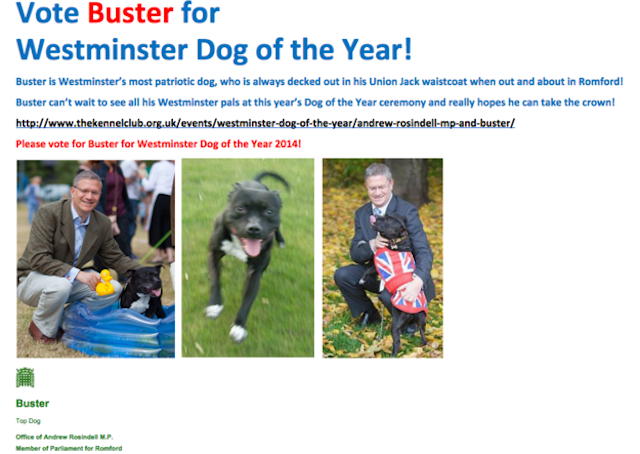 Vote Buster for
Westminster Dog of the Year!
Buster is Westminster's most patriotic dog, who is always decked out in his Union Jack waistcoat when out and about in Romford!
Buster can't wait to see all his Westminster pals at this year's Dog of the Year ceremony and really hopes he can take the crown!
http://www.thekennelclub.org.uk/events/westminster-dog-of-the-year/andrew-rosindell-mp-and-buster/
Please vote for Buster for Westminster Dog of the Year 2014!
Buster
Top Dog
Office of Andrew Rosindell M.P.
Member of Parliament for Romford